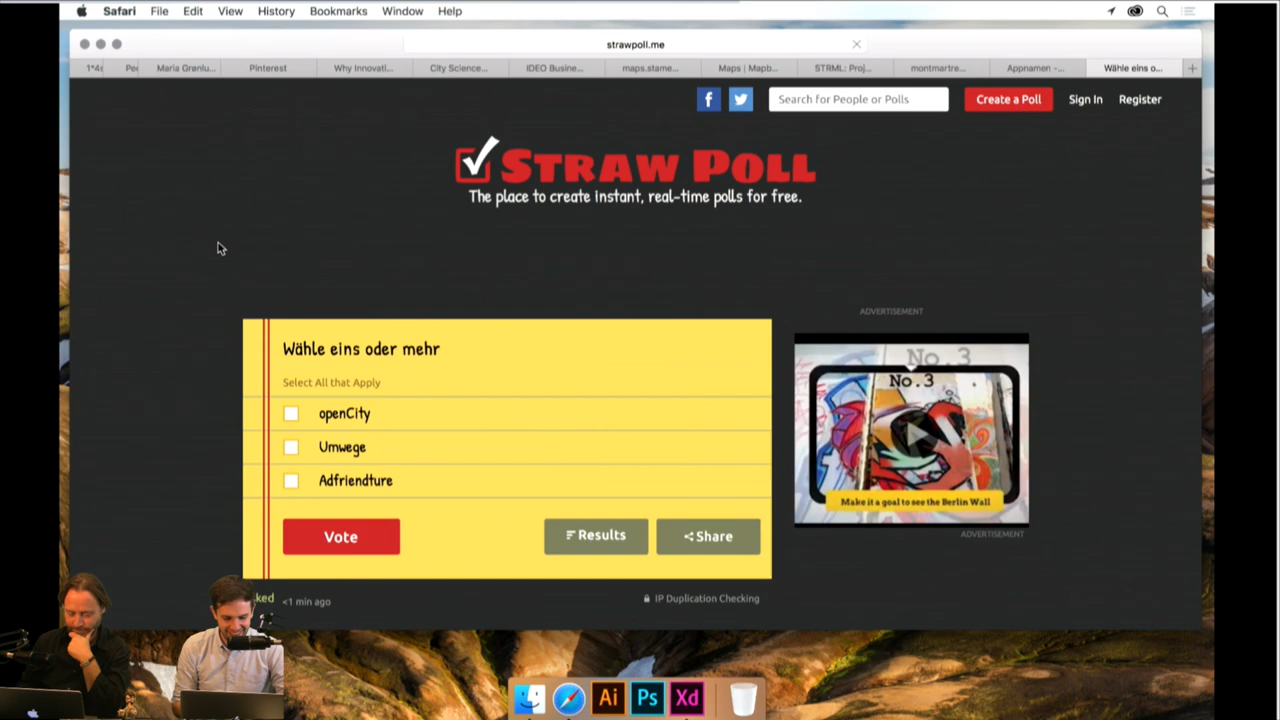 Safari File Edit View History Bookmarks Window Help
strawpoll.me
Maria Grønlu... Pinterest Why Innovati... City Science... IDEO Busine... maps.stame... Maps | Mapb... STRML: Proj... montmartre... Appnamen -... Wähle eins o...
Search for People or Polls Create a Poll Sign In Register
STRAW POLL
The place to create instant, real-time polls for free.
ADVERTISEMENT
Wähle eins oder mehr
Select All that Apply
openCity
Umwege
Adfriendture
No.3
No.3
Make it a goal to see the Berlin Wall
Vote Results Share
ADVERTISEMENT
<1 min ago IP Duplication Checking
Ai Ps Xd